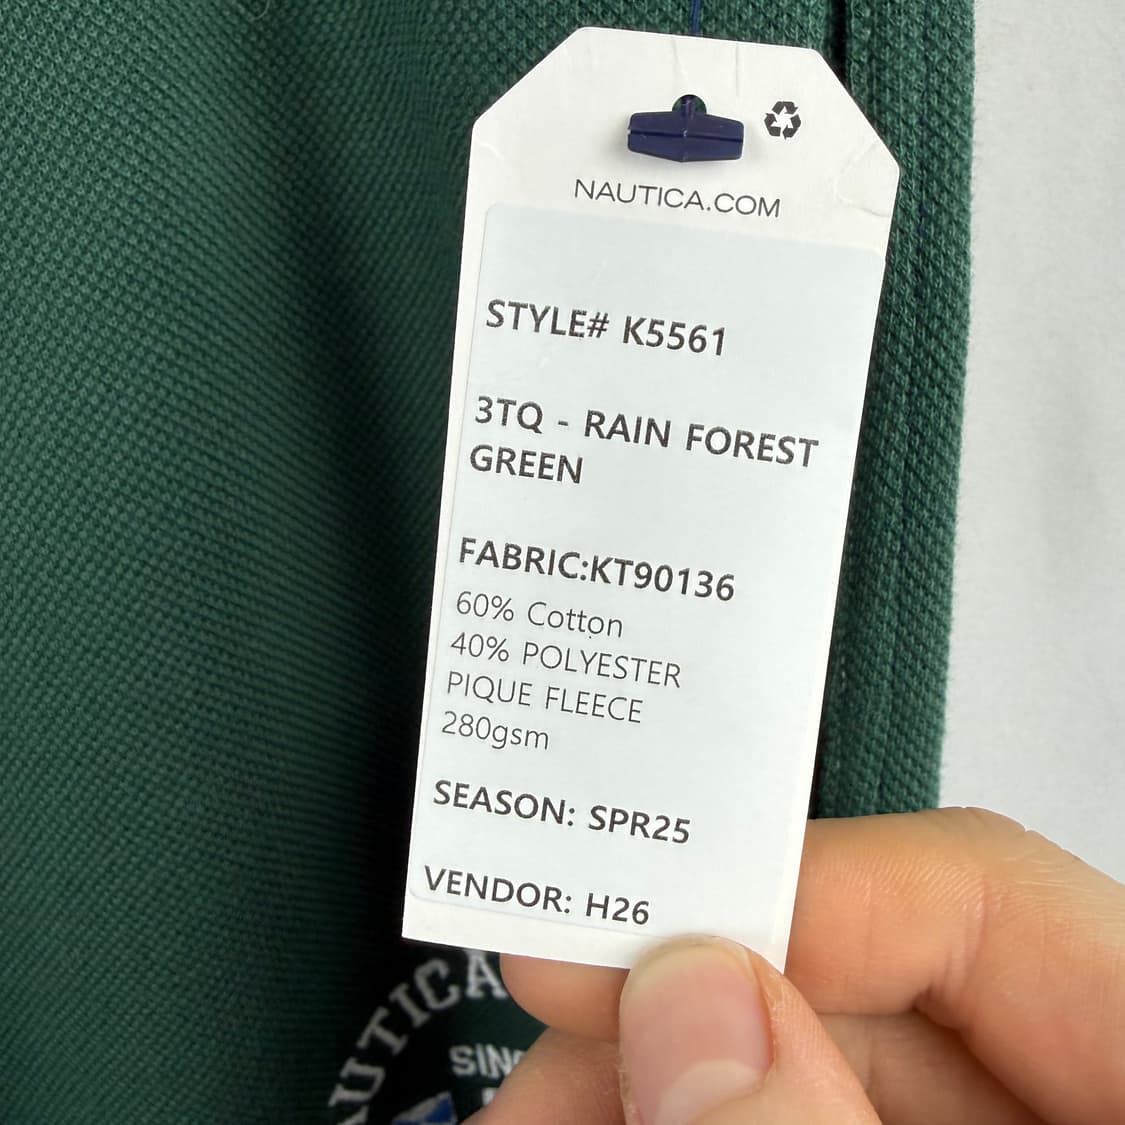 NAUTICA.COM
STYLE# K5561
3TQ - RAIN FOREST
GREEN
FABRIC:KT90136
60% Cotton
40% POLYESTER
PIQUE FLEECE
280gsm
SEASON: SPR25
VENDOR: H26